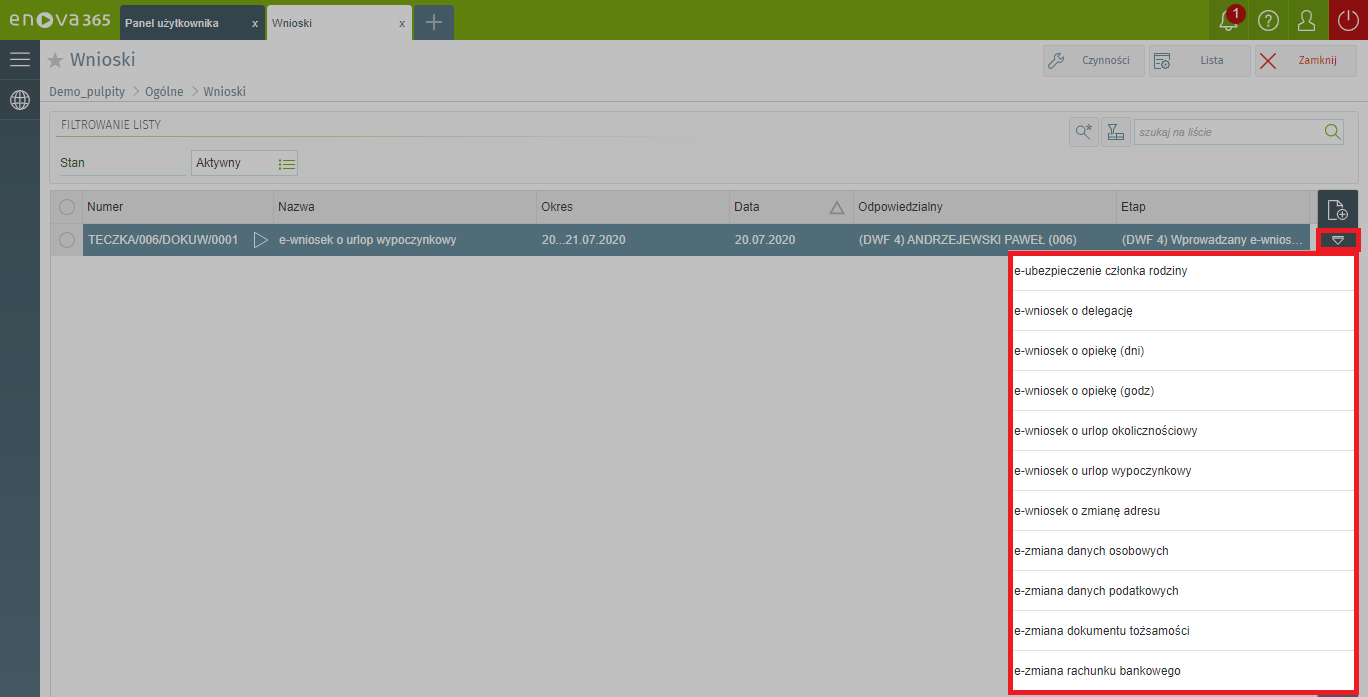 enova365 Panel użytkownika x Wnioski x 1
Wnioski Czynności Lista Zamknij
Demo_pulpity > Ogólne > Wnioski
FILTROWANIE LISTY szukaj na liście
Stan Aktywny
Numer Nazwa Okres Data Odpowiedzialny Etap
TECZKA/006/DOKUW/0001 e-wniosek o urlop wypoczynkowy 20...21.07.2020 20.07.2020 (DWF 4) ANDRZEJEWSKI PAWEŁ (006) (DWF 4) Wprowadzany e-wnios...
e-ubezpieczenie członka rodziny
e-wniosek o delegację
e-wniosek o opiekę (dni)
e-wniosek o opiekę (godz)
e-wniosek o urlop okolicznościowy
e-wniosek o urlop wypoczynkowy
e-wniosek o zmianę adresu
e-zmiana danych osobowych
e-zmiana danych podatkowych
e-zmiana dokumentu tożsamości
e-zmiana rachunku bankowego